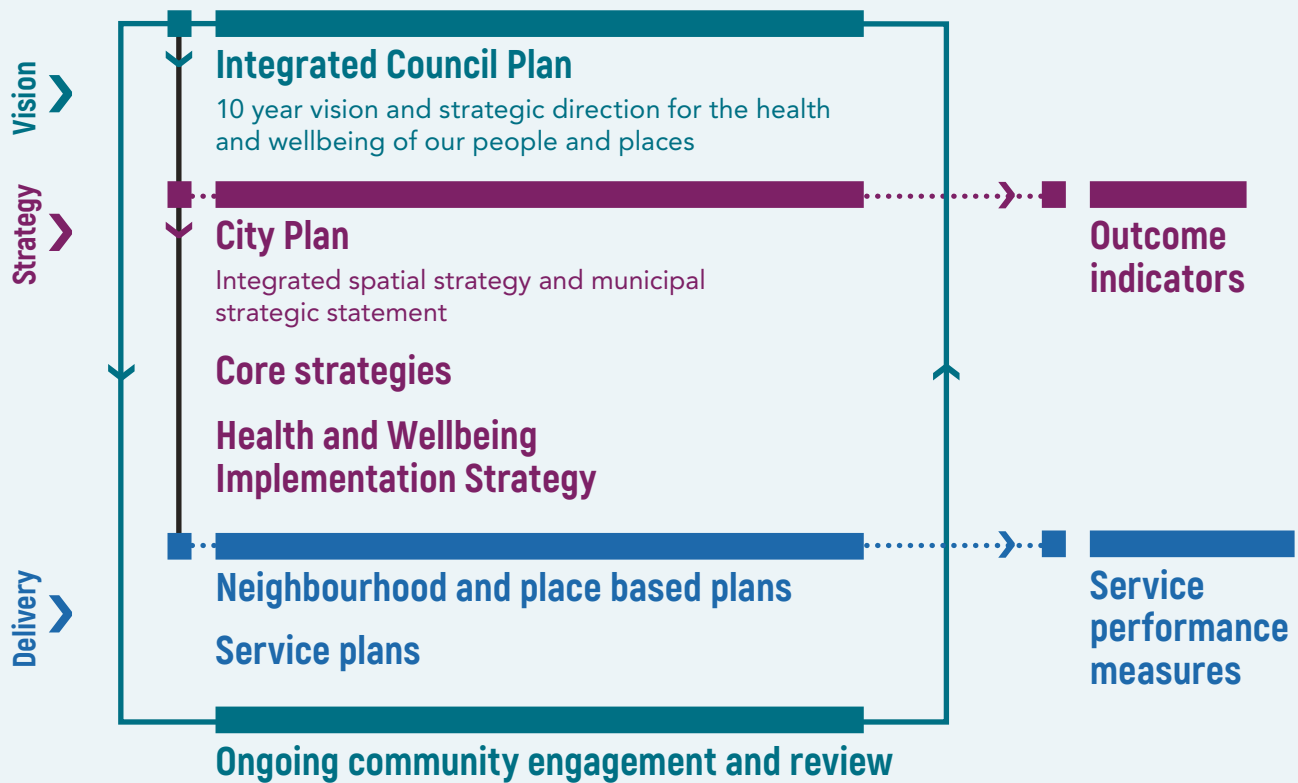 Vision
Integrated Council Plan
10 year vision and strategic direction for the health
and wellbeing of our people and places
Strategy
City Plan
Integrated spatial strategy and municipal
strategic statement
Core strategies
Health and Wellbeing
Implementation Strategy
Outcome
indicators
Delivery
Neighbourhood and place based plans
Service plans
Service
performance
measures
Ongoing community engagement and review